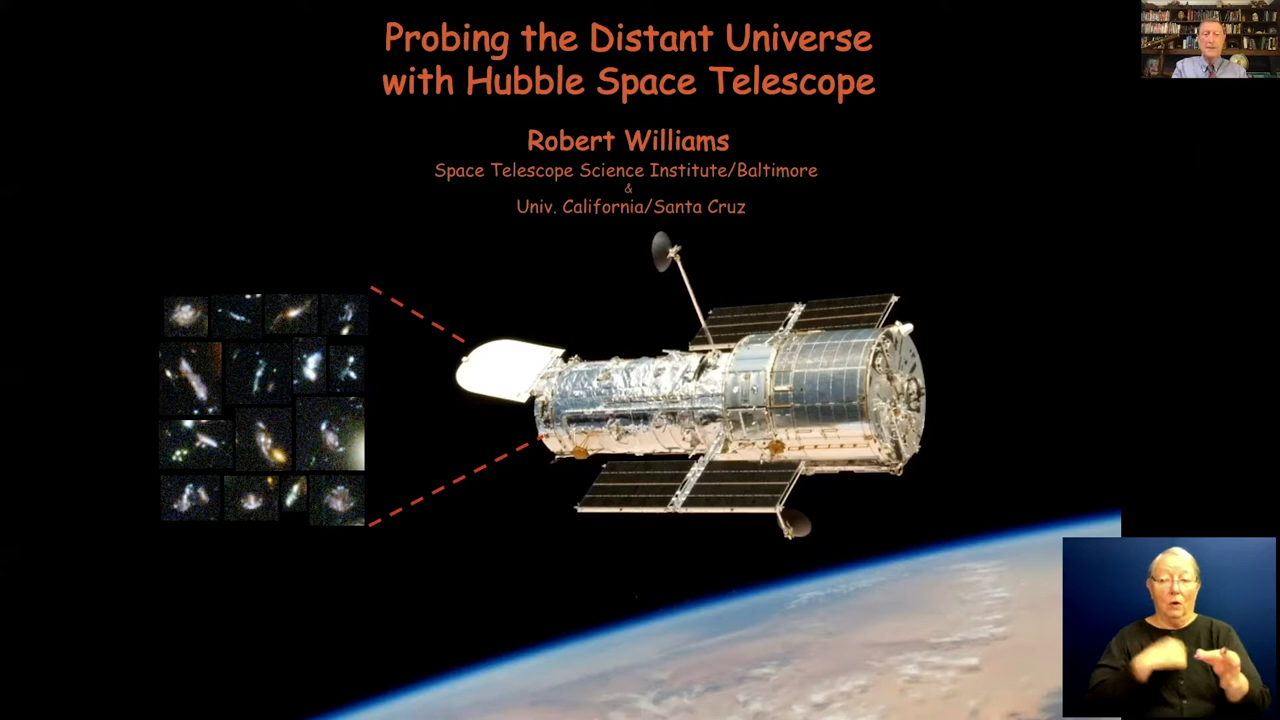 Probing the Distant Universe
with Hubble Space Telescope
Robert Williams
Space Telescope Science Institute/Baltimore
&
Univ. California/Santa Cruz